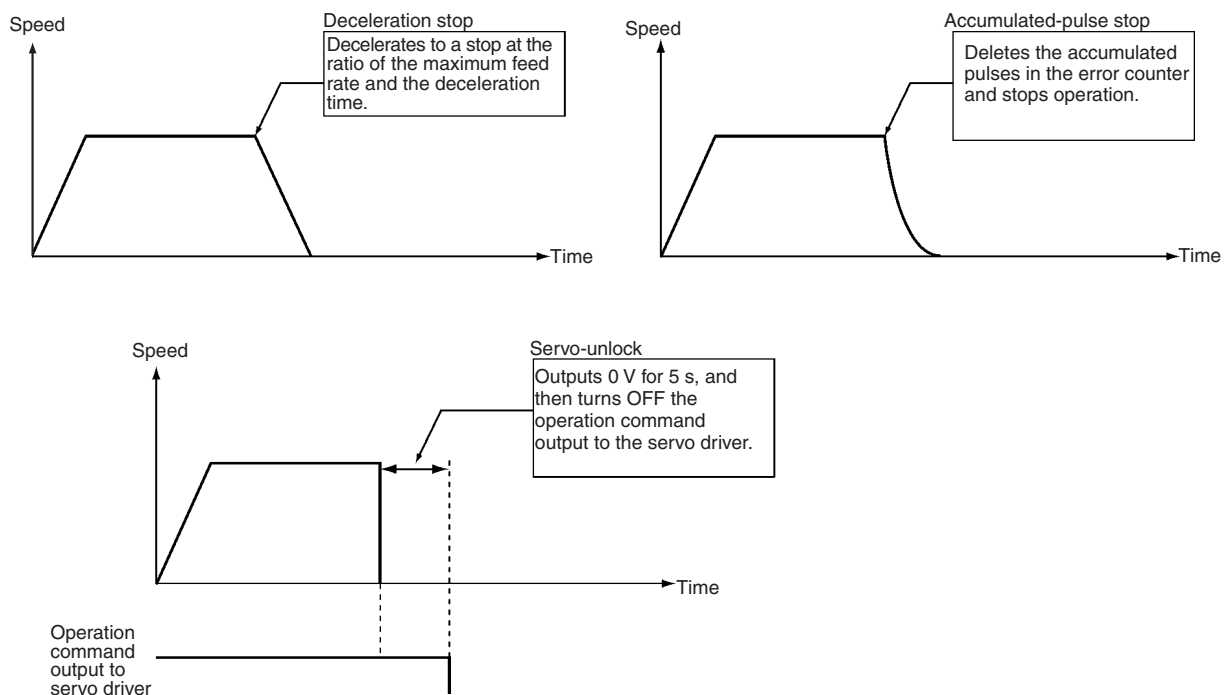 Speed
Deceleration stop
Decelerates to a stop at the
ratio of the maximum feed
rate and the deceleration
time.
Time
Speed
Accumulated-pulse stop
Deletes the accumulated
pulses in the error counter
and stops operation.
Time
Speed
Servo-unlock
Outputs 0 V for 5 s, and
then turns OFF the
operation command
output to the servo driver.
Time
Operation
command
output to
servo driver